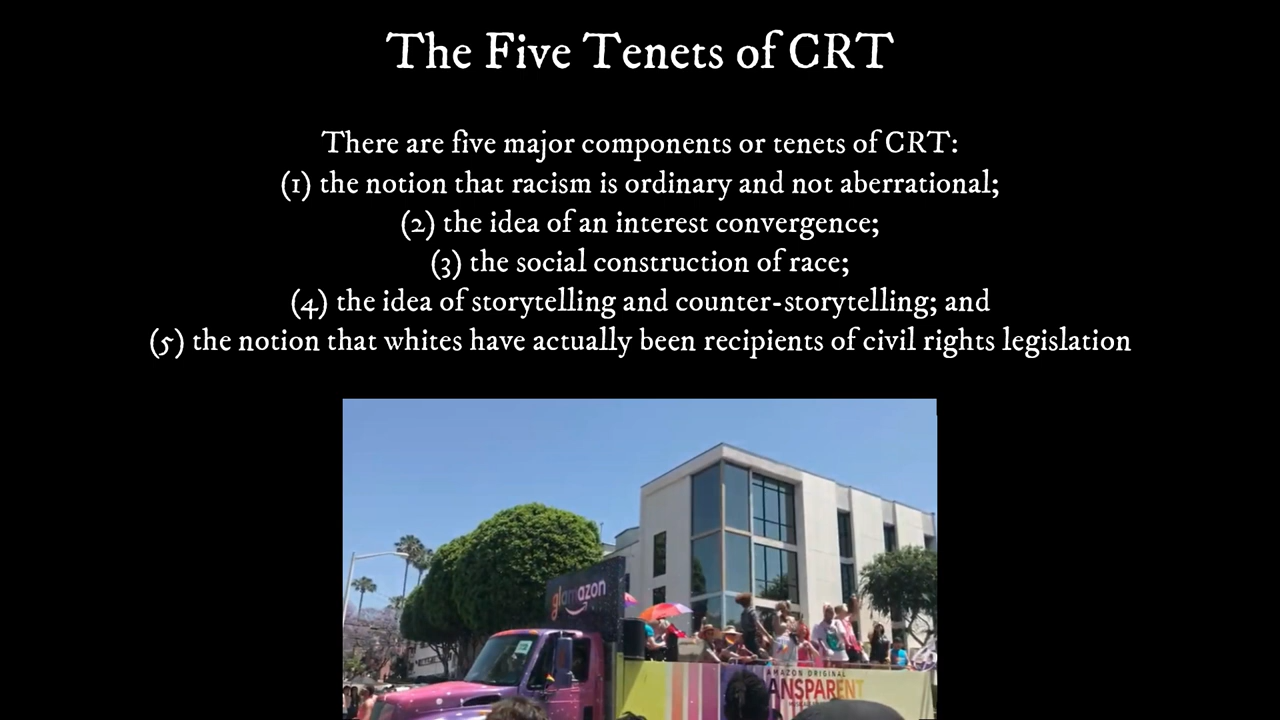 The Five Tenets of CRT
There are five major components or tenets of CRT:
(1) the notion that racism is ordinary and not aberrational;
(2) the idea of an interest convergence;
(3) the social construction of race;
(4) the idea of storytelling and counter-storytelling; and
(5) the notion that whites have actually been recipients of civil rights legislation
glamazon
AMAZON ORIGINAL
ANSPARENT